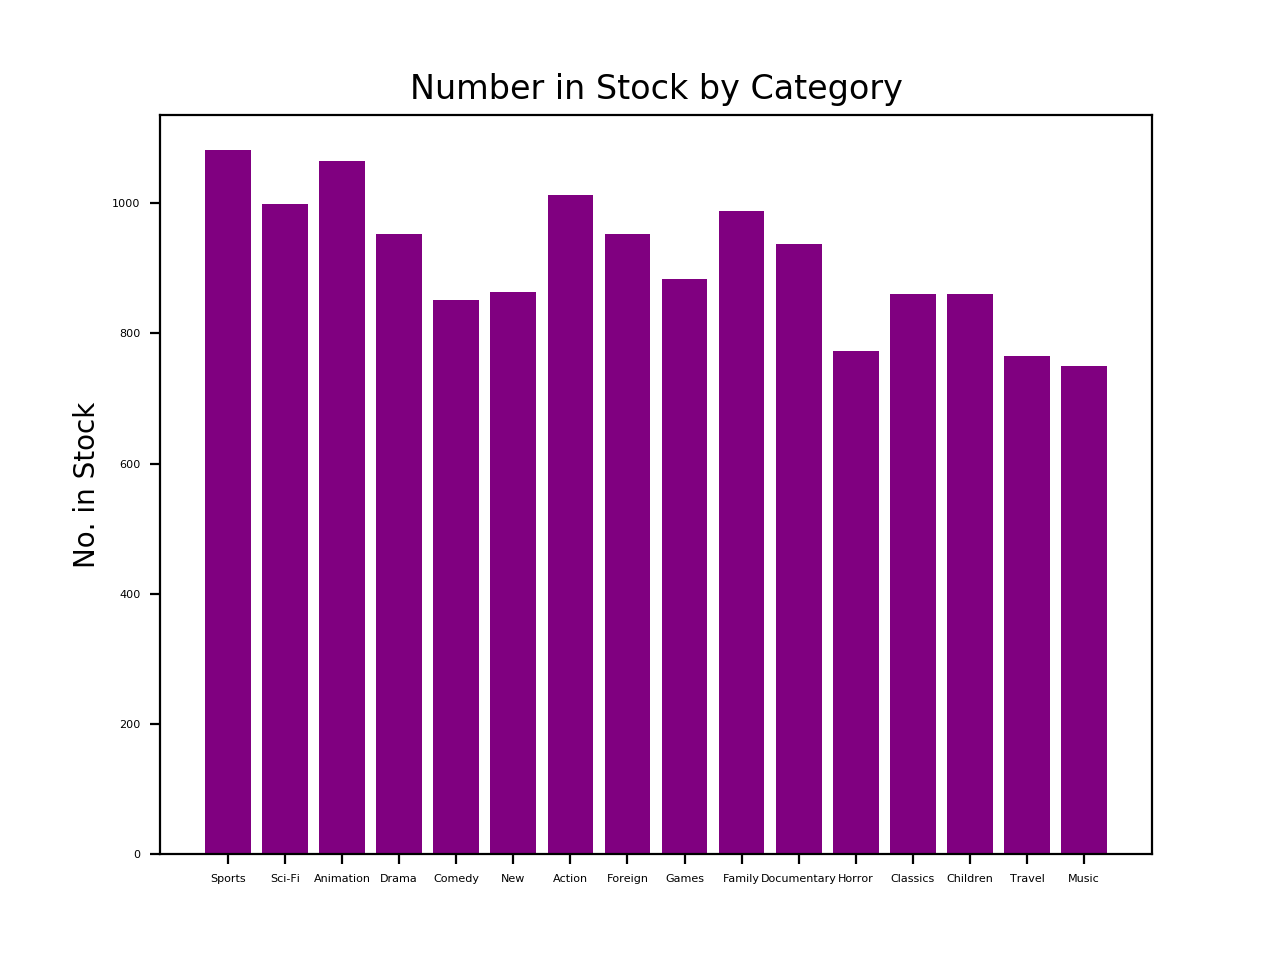 Number in Stock by Category
No. in Stock
1000
800
600
400
200
0
Sports Sci-Fi Animation Drama Comedy New Action Foreign Games Family Documentary Horror Classics Children Travel Music